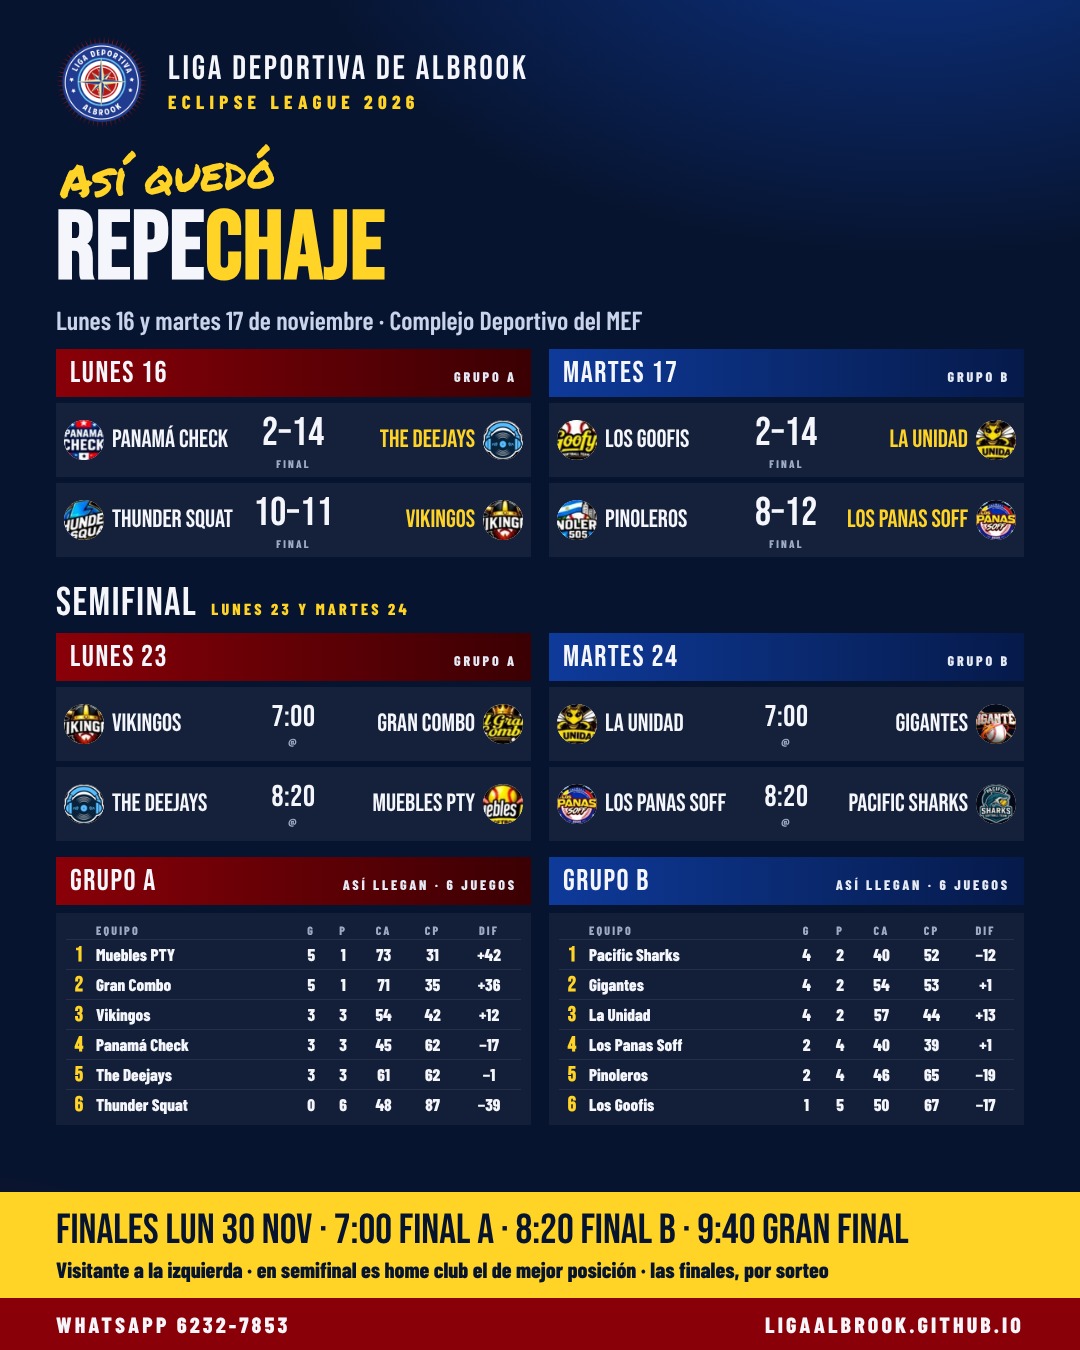 LIGA DEPORTIVA
ALBROOK
LIGA DEPORTIVA DE ALBROOK
ECLIPSE LEAGUE 2026
ASÍ QUEDÓ
REPECHAJE
Lunes 16 y martes 17 de noviembre · Complejo Deportivo del MEF
LUNES 16 GRUPO A
PANAMÁ CHECK 2–14 THE DEEJAYS
FINAL
THUNDER SQUAT 10–11 VIKINGOS
FINAL
MARTES 17 GRUPO B
LOS GOOFIS 2–14 LA UNIDAD
FINAL
PINOLEROS 8–12 LOS PANAS SOFF
FINAL
SEMIFINAL LUNES 23 Y MARTES 24
LUNES 23 GRUPO A
VIKINGOS 7:00 GRAN COMBO
@
THE DEEJAYS 8:20 MUEBLES PTY
@
MARTES 24 GRUPO B
LA UNIDAD 7:00 GIGANTES
@
LOS PANAS SOFF 8:20 PACIFIC SHARKS
@
GRUPO A ASÍ LLEGAN · 6 JUEGOS
EQUIPO G P CA CP DIF
1 Muebles PTY 5 1 73 31 +42
2 Gran Combo 5 1 71 35 +36
3 Vikingos 3 3 54 42 +12
4 Panamá Check 3 3 45 62 −17
5 The Deejays 3 3 61 62 −1
6 Thunder Squat 0 6 48 87 −39
GRUPO B ASÍ LLEGAN · 6 JUEGOS
EQUIPO G P CA CP DIF
1 Pacific Sharks 4 2 40 52 −12
2 Gigantes 4 2 54 53 +1
3 La Unidad 4 2 57 44 +13
4 Los Panas Soff 2 4 40 39 +1
5 Pinoleros 2 4 46 65 −19
6 Los Goofis 1 5 50 67 −17
FINALES LUN 30 NOV · 7:00 FINAL A · 8:20 FINAL B · 9:40 GRAN FINAL
Visitante a la izquierda · en semifinal es home club el de mejor posición · las finales, por sorteo
WHATSAPP 6232-7853 LIGAALBROOK.GITHUB.IO